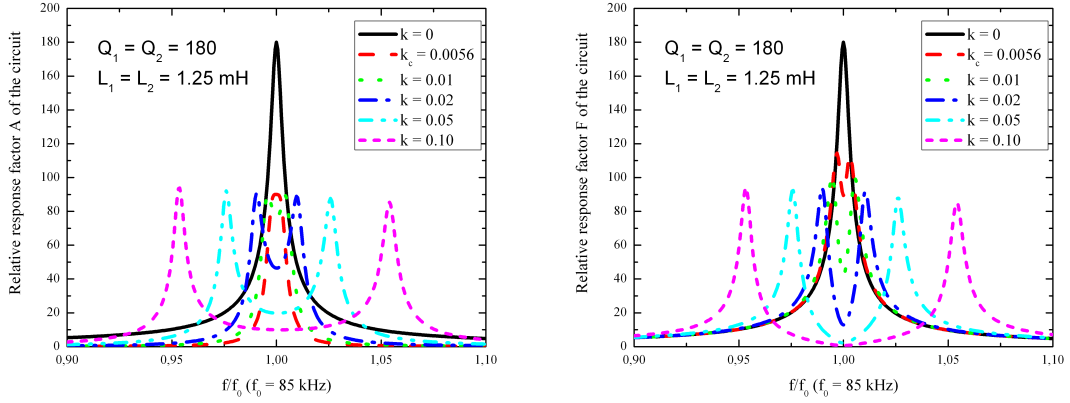 200
180
160
140
120
100
80
60
40
20
0
Relative response factor A of the circuit
Q1 = Q2 = 180
L1 = L2 = 1.25 mH
k = 0
kc = 0.0056
k = 0.01
k = 0.02
k = 0.05
k = 0.10
0,90
0,95
1,00
1,05
1,10
f/f0 (f0 = 85 kHz)
200
180
160
140
120
100
80
60
40
20
0
Relative response factor F of the circuit
Q1 = Q2 = 180
L1 = L2 = 1.25 mH
k = 0
kc = 0.0056
k = 0.01
k = 0.02
k = 0.05
k = 0.10
0,90
0,95
1,00
1,05
1,10
f/f0 (f0 = 85 kHz)